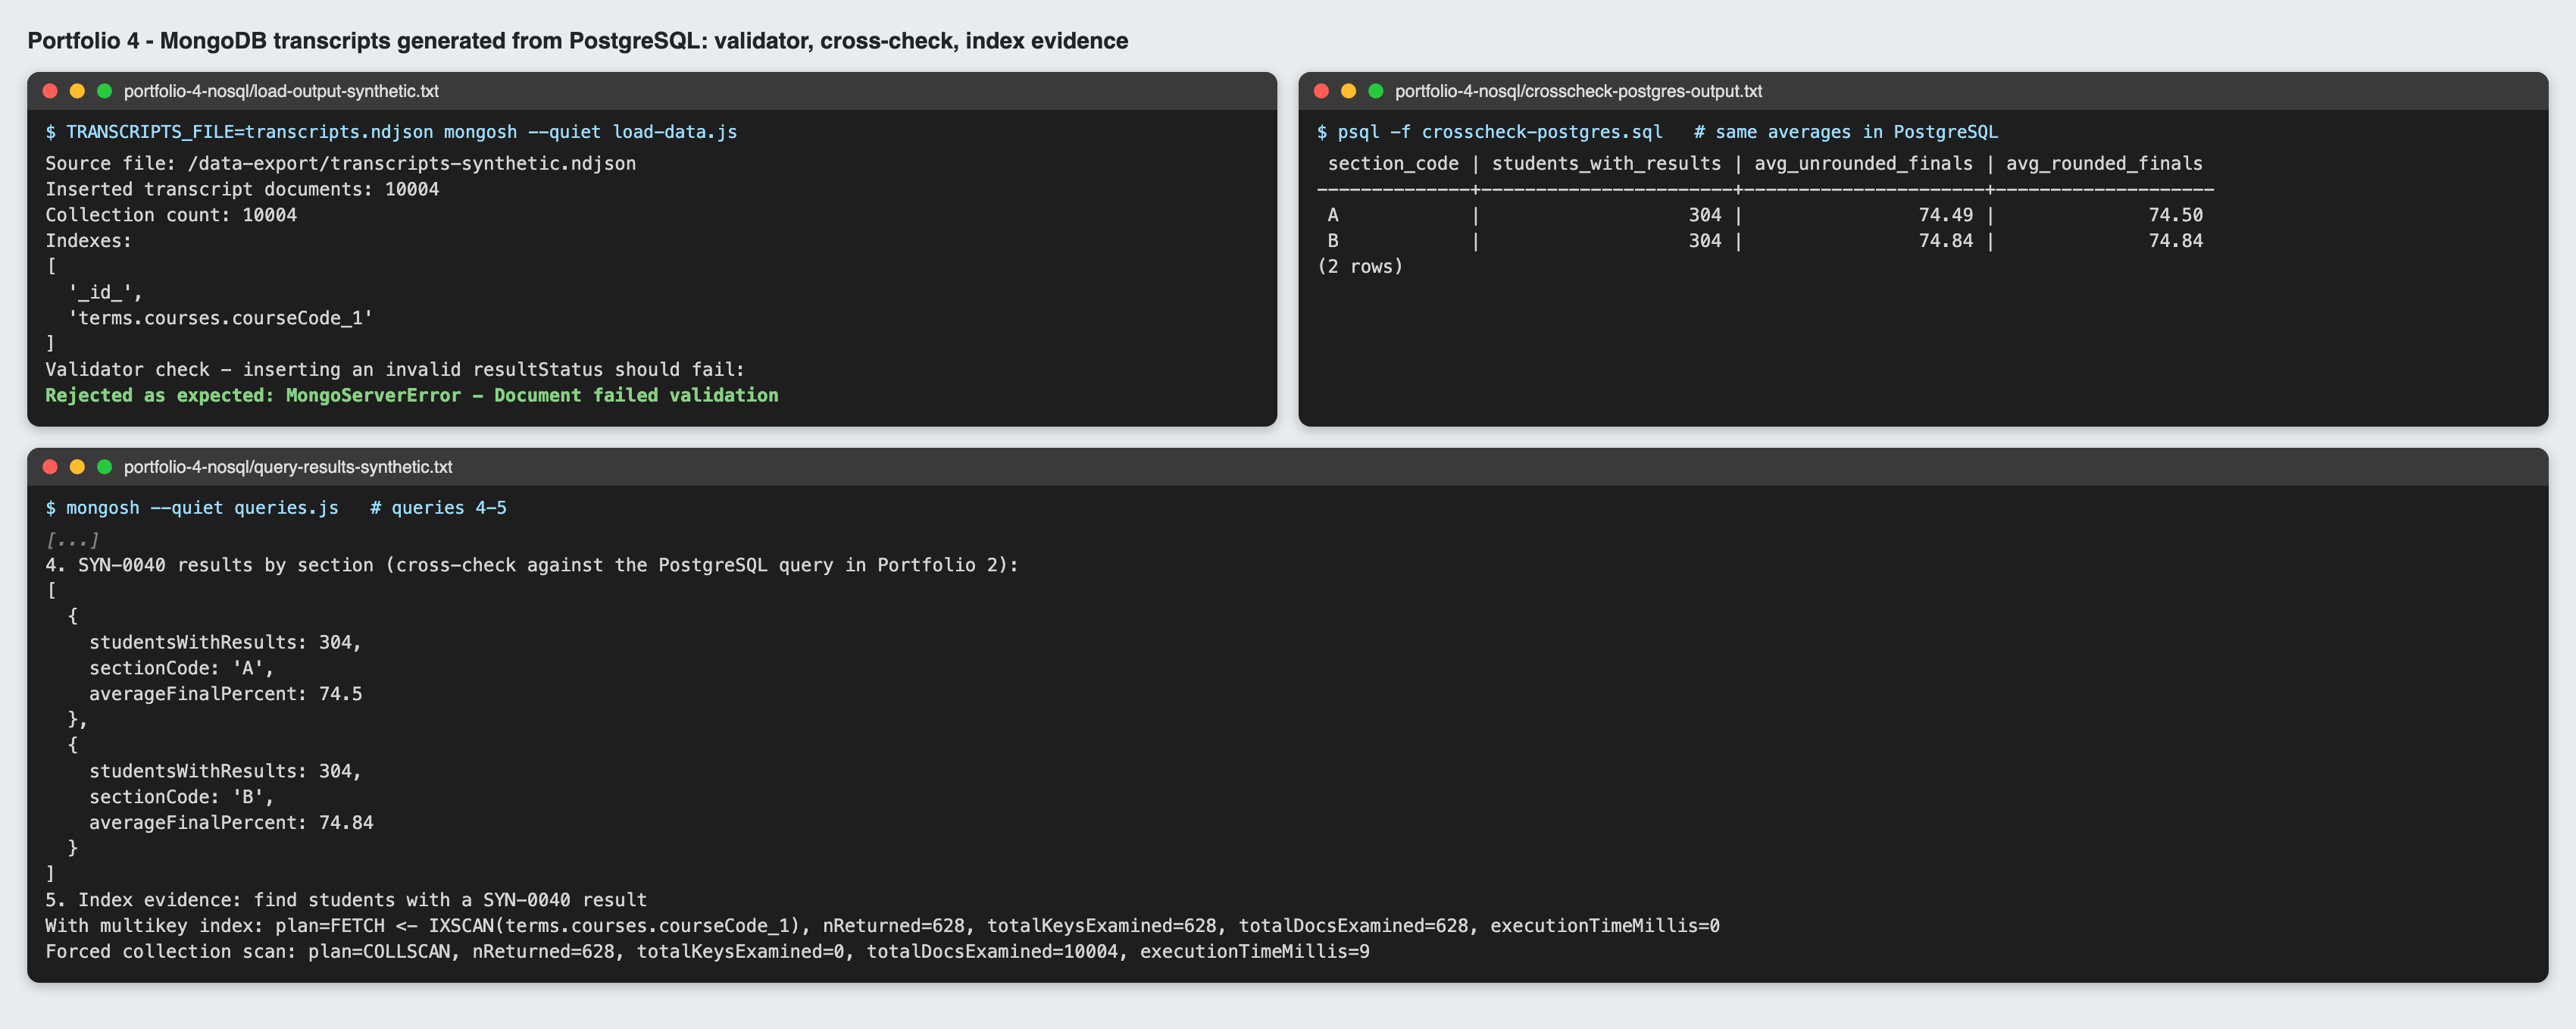 Portfolio 4 - MongoDB transcripts generated from PostgreSQL: validator, cross-check, index evidence
portfolio-4-nosql/load-output-synthetic.txt
$ TRANSCRIPTS_FILE=transcripts.ndjson mongosh --quiet load-data.js
Source file: /data-export/transcripts-synthetic.ndjson
Inserted transcript documents: 10004
Collection count: 10004
Indexes:
[
  '_id_',
  'terms.courses.courseCode_1'
]
Validator check - inserting an invalid resultStatus should fail:
Rejected as expected: MongoServerError - Document failed validation
portfolio-4-nosql/crosscheck-postgres-output.txt
$ psql -f crosscheck-postgres.sql   # same averages in PostgreSQL
 section_code | students_with_results | avg_unrounded_finals | avg_rounded_finals
--------------+-----------------------+----------------------+--------------------
 A            |                   304 |                74.49 |              74.50
 B            |                   304 |                74.84 |              74.84
(2 rows)
portfolio-4-nosql/query-results-synthetic.txt
$ mongosh --quiet queries.js   # queries 4-5
[...]
4. SYN-0040 results by section (cross-check against the PostgreSQL query in Portfolio 2):
[
  {
    studentsWithResults: 304,
    sectionCode: 'A',
    averageFinalPercent: 74.5
  },
  {
    studentsWithResults: 304,
    sectionCode: 'B',
    averageFinalPercent: 74.84
  }
]
5. Index evidence: find students with a SYN-0040 result
With multikey index: plan=FETCH <- IXSCAN(terms.courses.courseCode_1), nReturned=628, totalKeysExamined=628, totalDocsExamined=628, executionTimeMillis=0
Forced collection scan: plan=COLLSCAN, nReturned=628, totalKeysExamined=0, totalDocsExamined=10004, executionTimeMillis=9